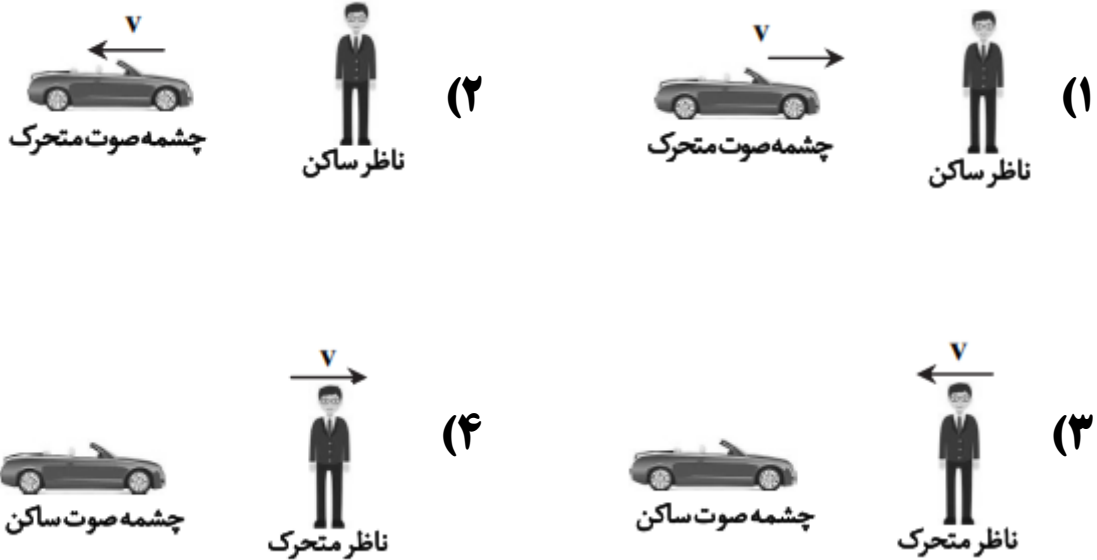 ۱)
v
چشمه صوت متحرک
ناظر ساکن
۲)
v
چشمه صوت متحرک
ناظر ساکن
۳)
v
چشمه صوت ساکن
ناظر متحرک
۴)
v
چشمه صوت ساکن
ناظر متحرک